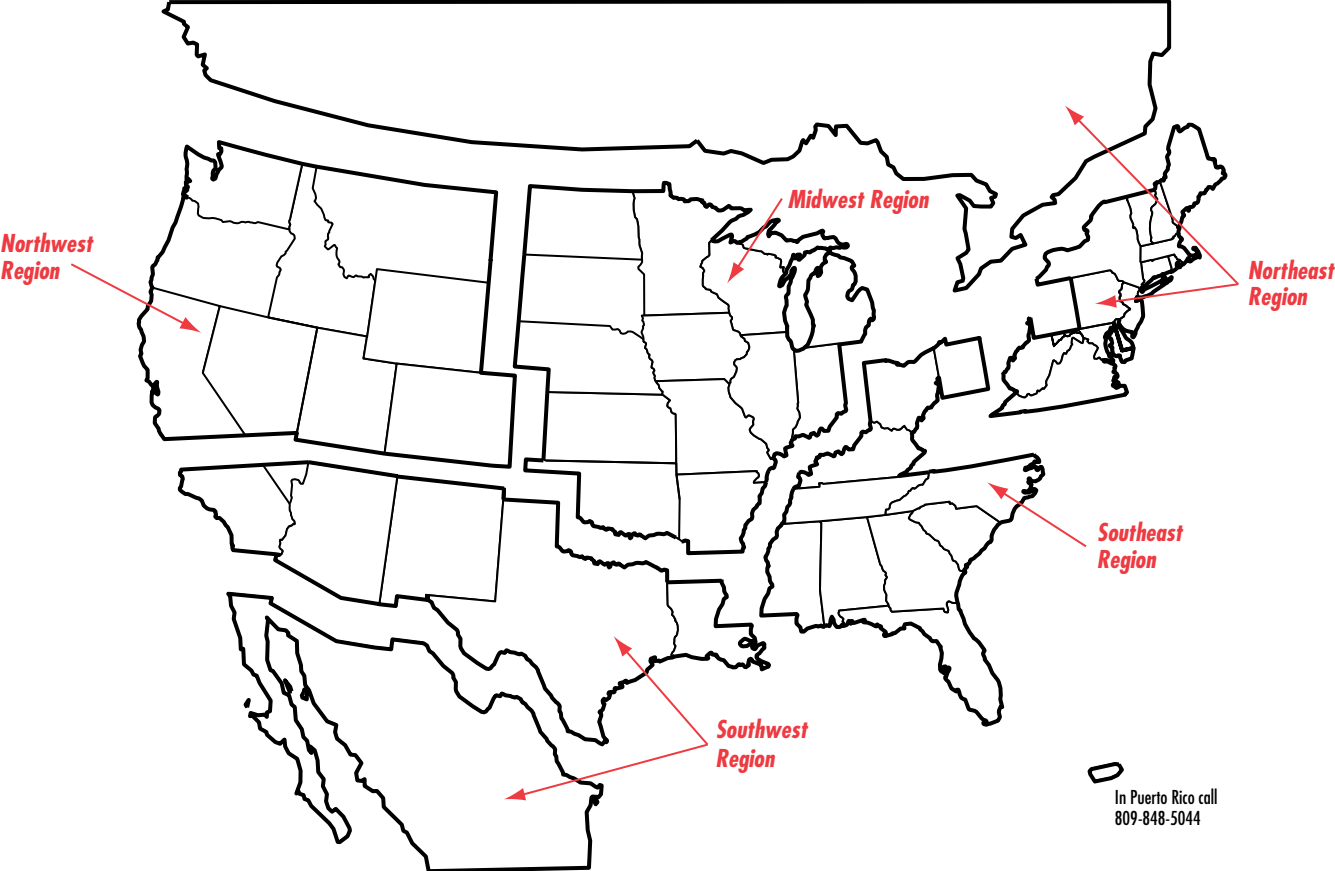 Midwest Region
Northwest
Region
Northeast
Region
Southeast
Region
Southwest
Region
In Puerto Rico call
809-848-5044